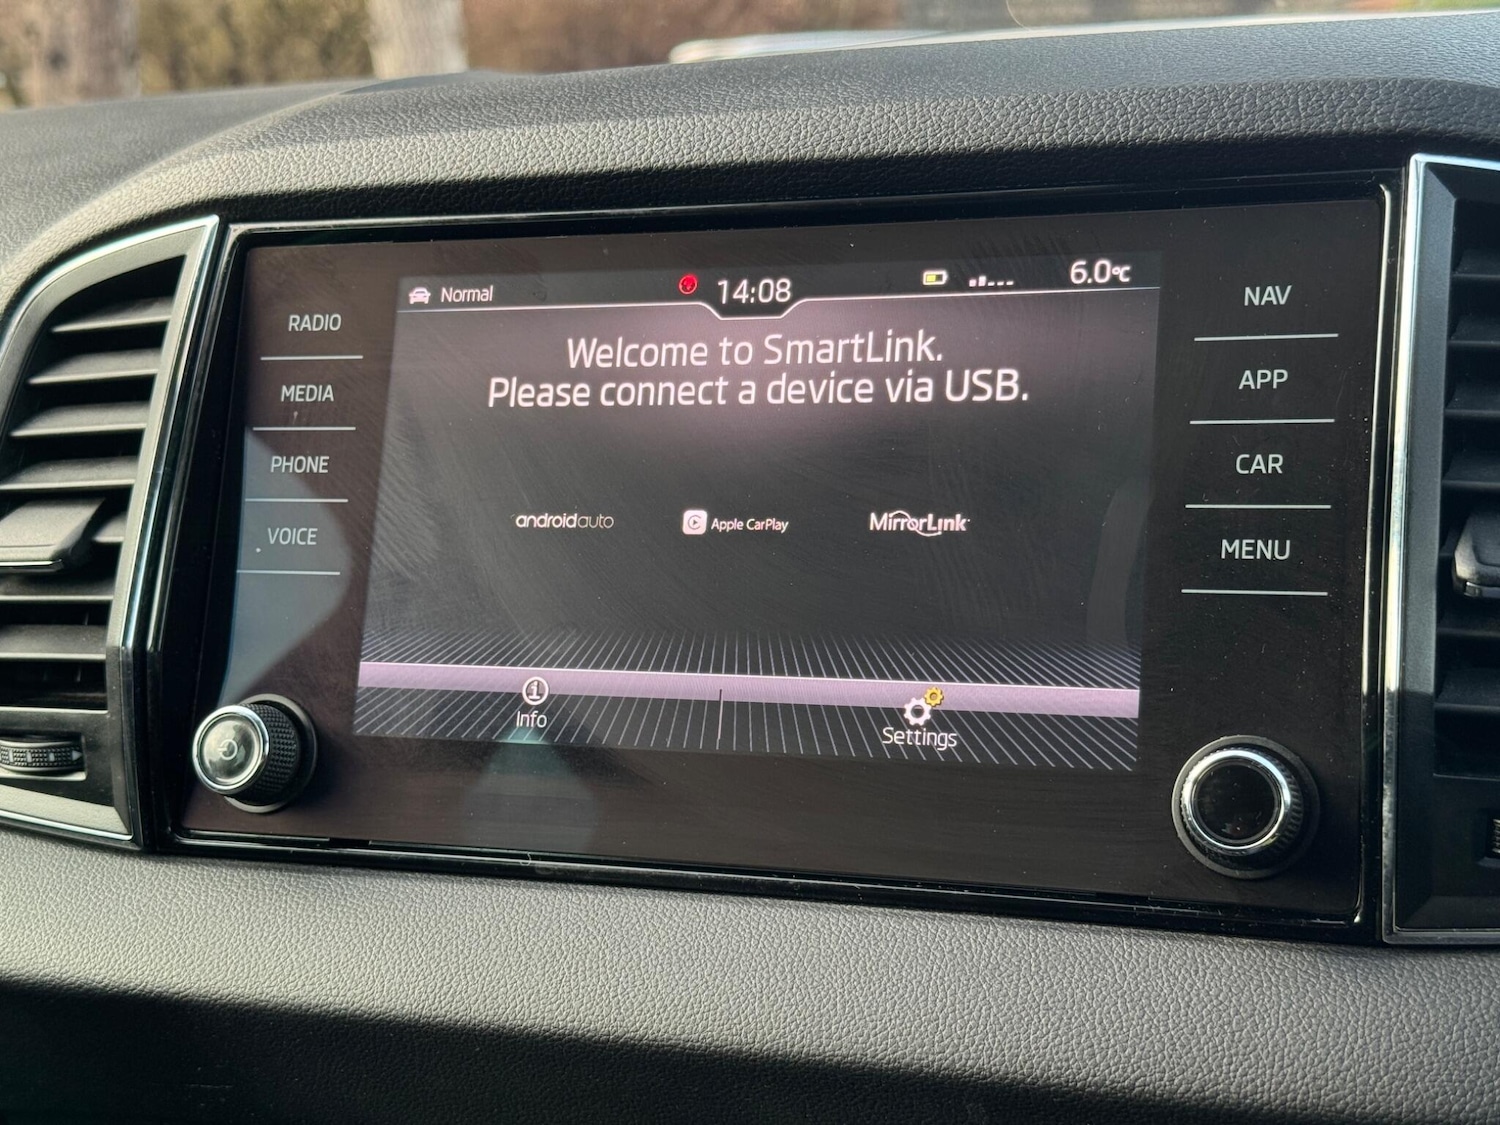 Normal
14:08
6.0°C
Welcome to SmartLink.
Please connect a device via USB.
androidauto
Apple CarPlay
MirrorLink
Info
Settings
RADIO
MEDIA
PHONE
VOICE
NAV
APP
CAR
MENU